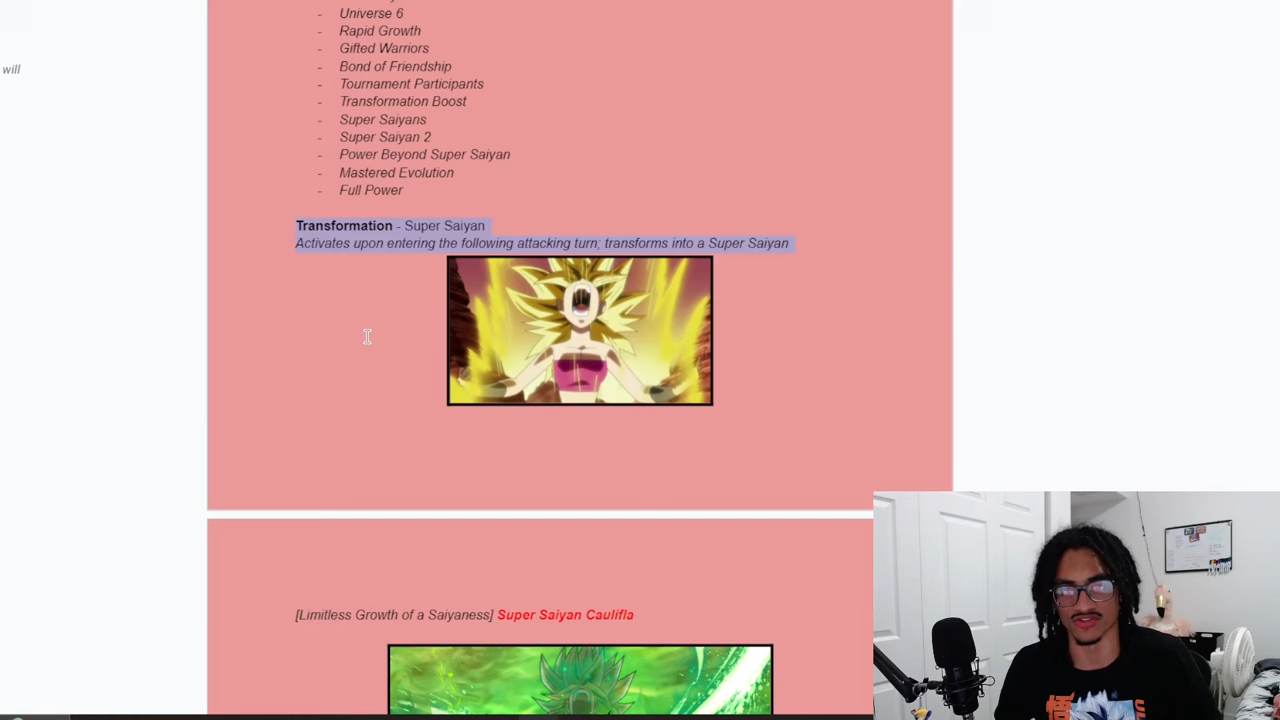 - Universe 6
will
- Rapid Growth
- Gifted Warriors
- Bond of Friendship
- Tournament Participants
- Transformation Boost
- Super Saiyans
- Super Saiyan 2
- Power Beyond Super Saiyan
- Mastered Evolution
- Full Power
Transformation - Super Saiyan
Activates upon entering the following attacking turn; transforms into a Super Saiyan
[Limitless Growth of a Saiyaness] Super Saiyan Caulifla
悟